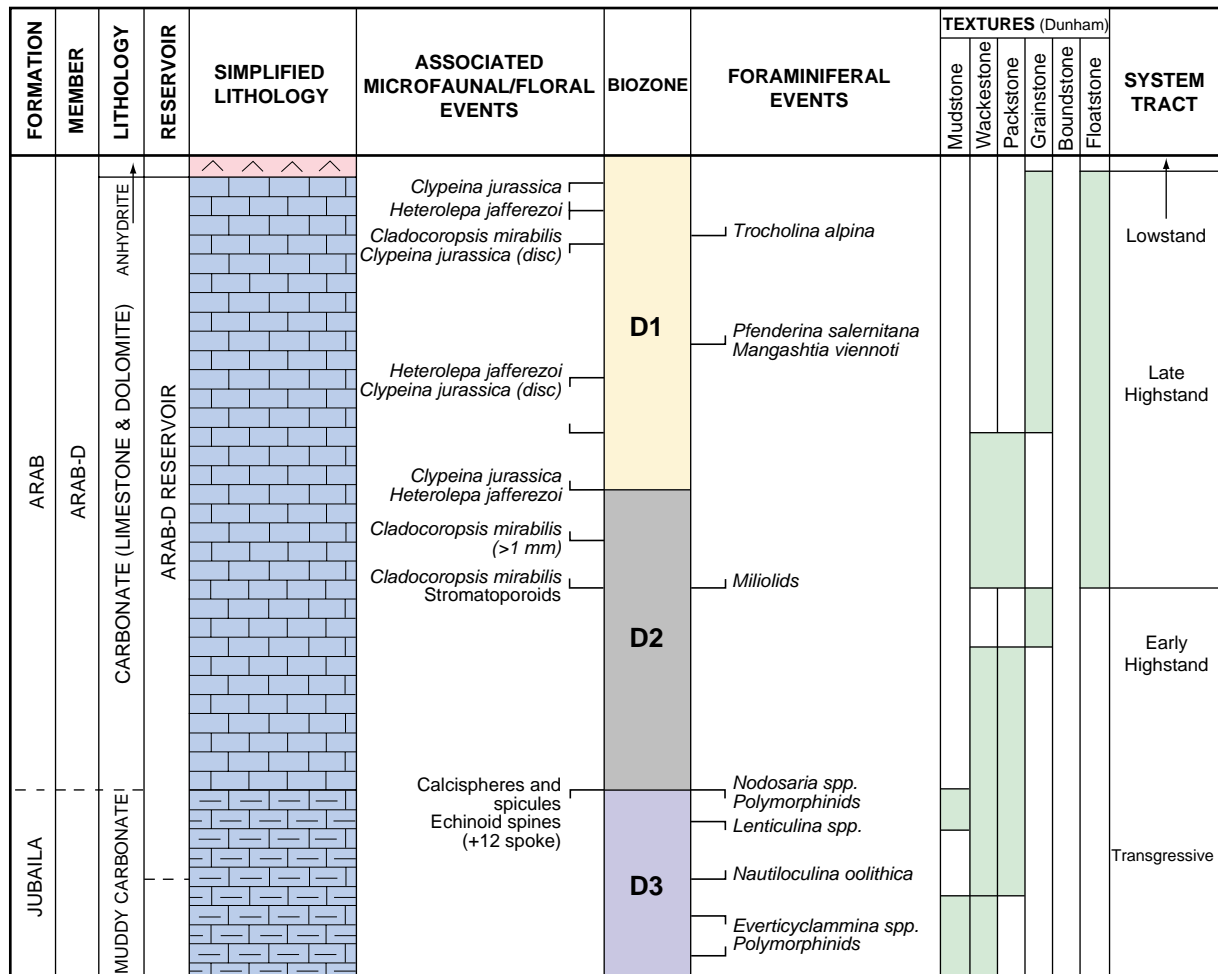 FORMATION
MEMBER
LITHOLOGY
RESERVOIR
SIMPLIFIED
LITHOLOGY
ASSOCIATED
MICROFAUNAL/FLORAL
EVENTS
BIOZONE
FORAMINIFERAL
EVENTS
TEXTURES (Dunham)
Mudstone
Wackestone
Packstone
Grainstone
Boundstone
Floatstone
SYSTEM
TRACT
ARAB
JUBAILA
ARAB-D
ANHYDRITE
CARBONATE (LIMESTONE & DOLOMITE)
MUDDY CARBONATE
ARAB-D RESERVOIR
Clypeina jurassica
Heterolepa jafferezoi
Cladocoropsis mirabilis
Clypeina jurassica (disc)
Heterolepa jafferezoi
Clypeina jurassica (disc)
Clypeina jurassica
Heterolepa jafferezoi
Cladocoropsis mirabilis
(>1 mm)
Cladocoropsis mirabilis
Stromatoporoids
Calcispheres and
spicules
Echinoid spines
(+12 spoke)
D1
D2
D3
Trocholina alpina
Pfenderina salernitana
Mangashtia viennoti
Miliolids
Nodosaria spp.
Polymorphinids
Lenticulina spp.
Nautiloculina oolithica
Everticyclammina spp.
Polymorphinids
Lowstand
Late
Highstand
Early
Highstand
Transgressive